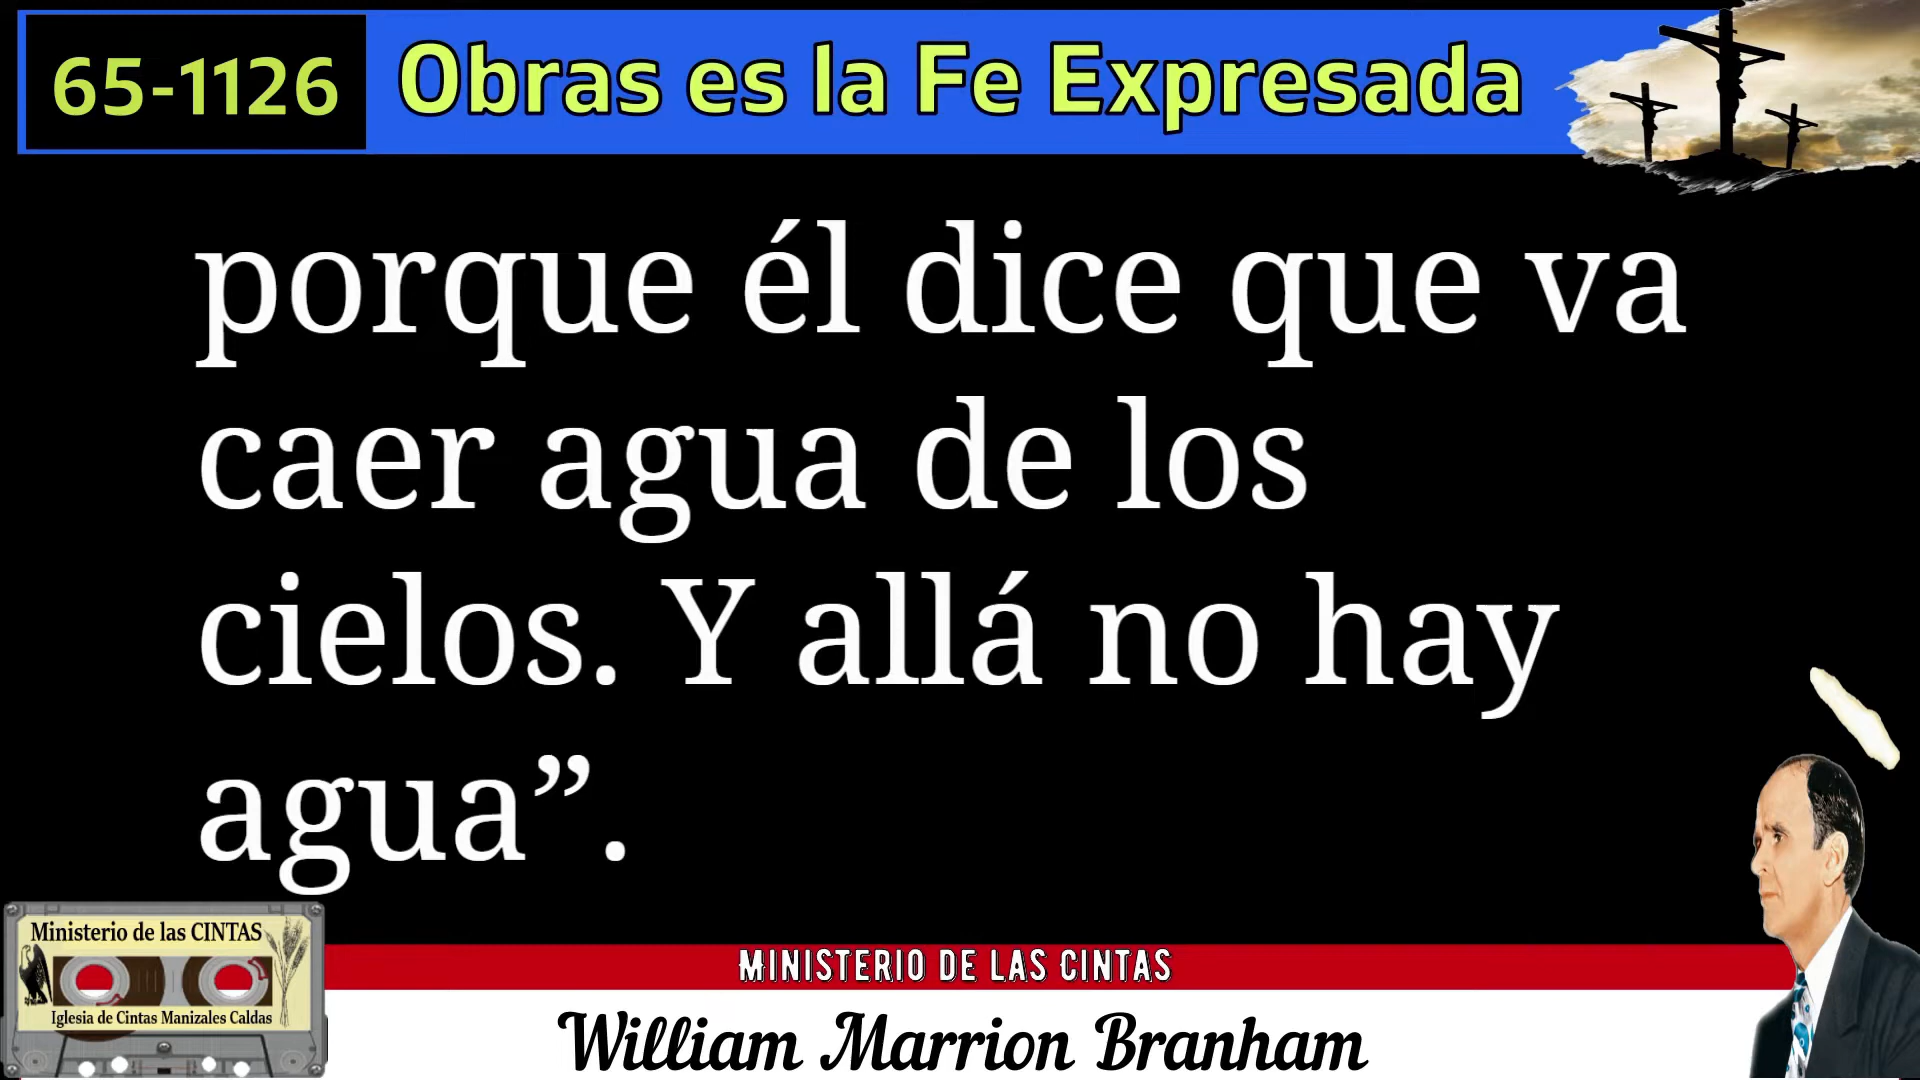 65-1126
Obras es la Fe Expresada
porque él dice que va
caer agua de los
cielos. Y allá no hay
agua”.
Ministerio de las CINTAS
Iglesia de Cintas Manizales Caldas
MINISTERIO DE LAS CINTAS
William Marrion Branham